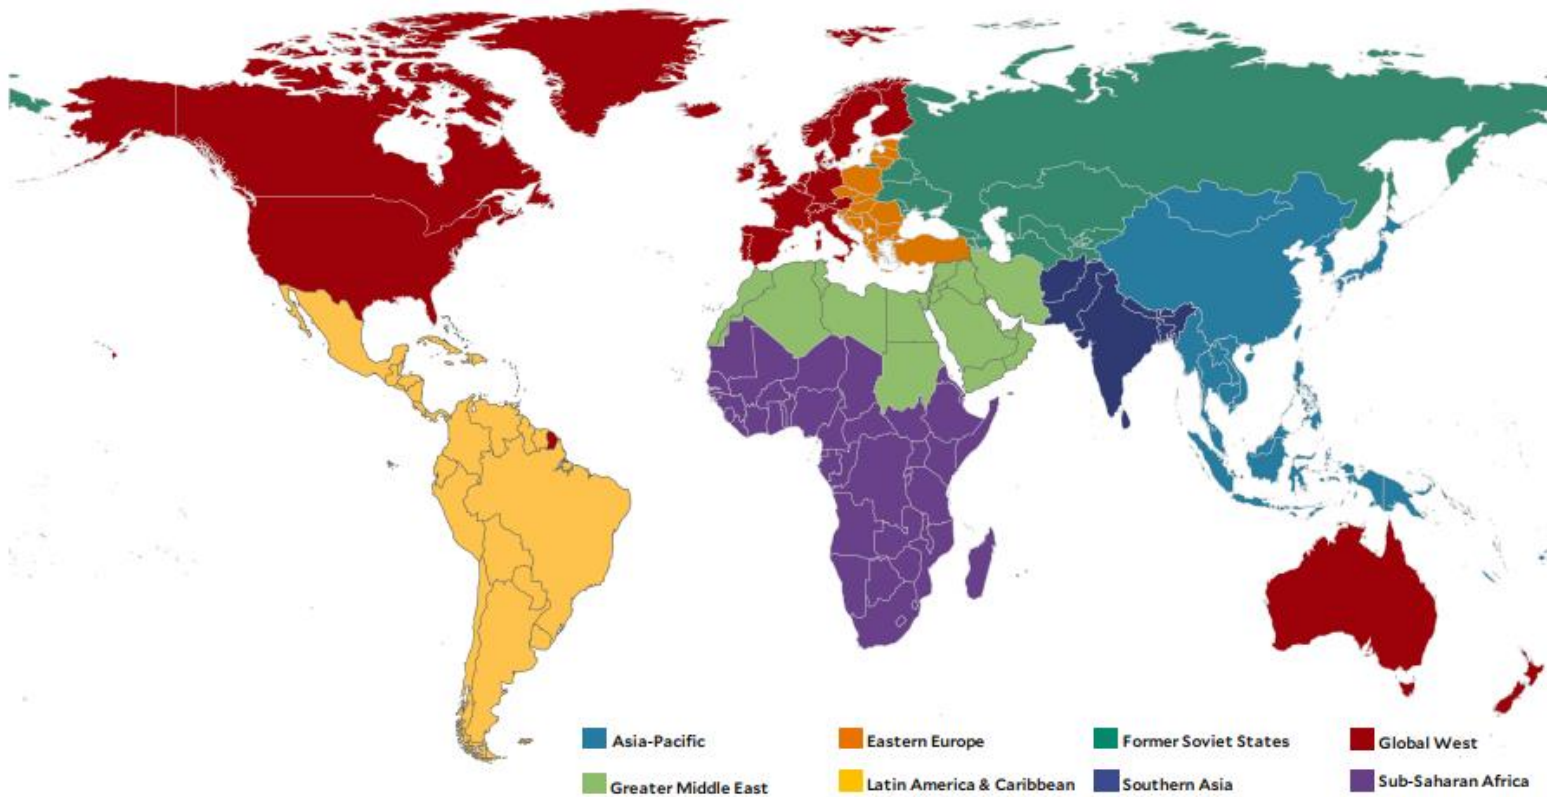 Asia-Pacific
Eastern Europe
Former Soviet States
Global West
Greater Middle East
Latin America & Caribbean
Southern Asia
Sub-Saharan Africa